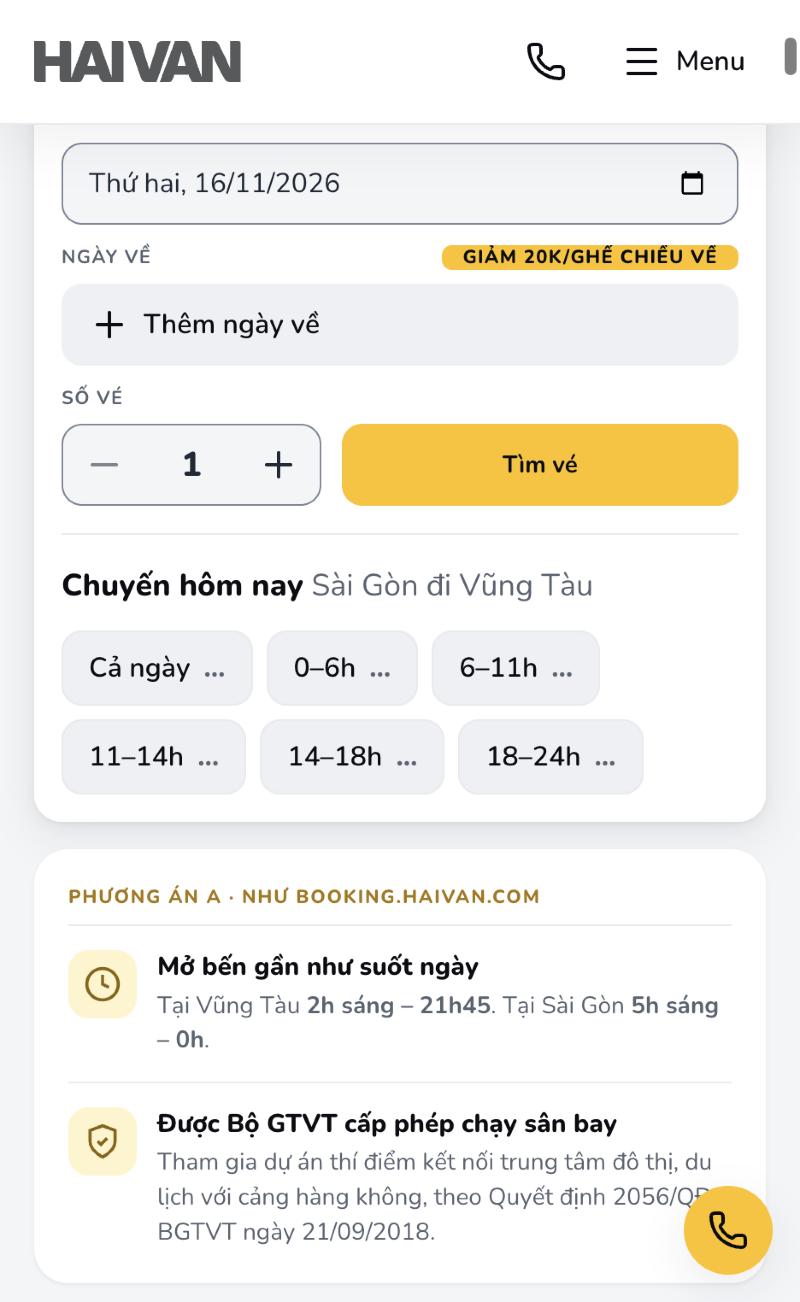 HAIVAN
Menu
Thứ hai, 16/11/2026
NGÀY VỀ
GIẢM 20K/GHẾ CHIỀU VỀ
Thêm ngày về
SỐ VÉ
1
Tìm vé
Chuyến hôm nay Sài Gòn đi Vũng Tàu
Cả ngày ...
0–6h ...
6–11h ...
11–14h ...
14–18h ...
18–24h ...
PHƯƠNG ÁN A · NHƯ BOOKING.HAIVAN.COM
Mở bến gần như suốt ngày
Tại Vũng Tàu 2h sáng – 21h45. Tại Sài Gòn 5h sáng
– 0h.
Được Bộ GTVT cấp phép chạy sân bay
Tham gia dự án thí điểm kết nối trung tâm đô thị, du
lịch với cảng hàng không, theo Quyết định 2056/QĐ
BGTVT ngày 21/09/2018.